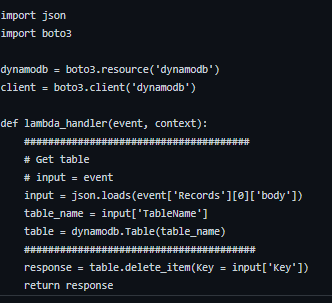 import json
import boto3

dynamodb = boto3.resource('dynamodb')
client = boto3.client('dynamodb')

def lambda_handler(event, context):
    #######################################
    # Get table
    # input = event
    input = json.loads(event['Records'][0]['body'])
    table_name = input['TableName']
    table = dynamodb.Table(table_name)
    ########################################
    response = table.delete_item(Key = input['Key'])
    return response